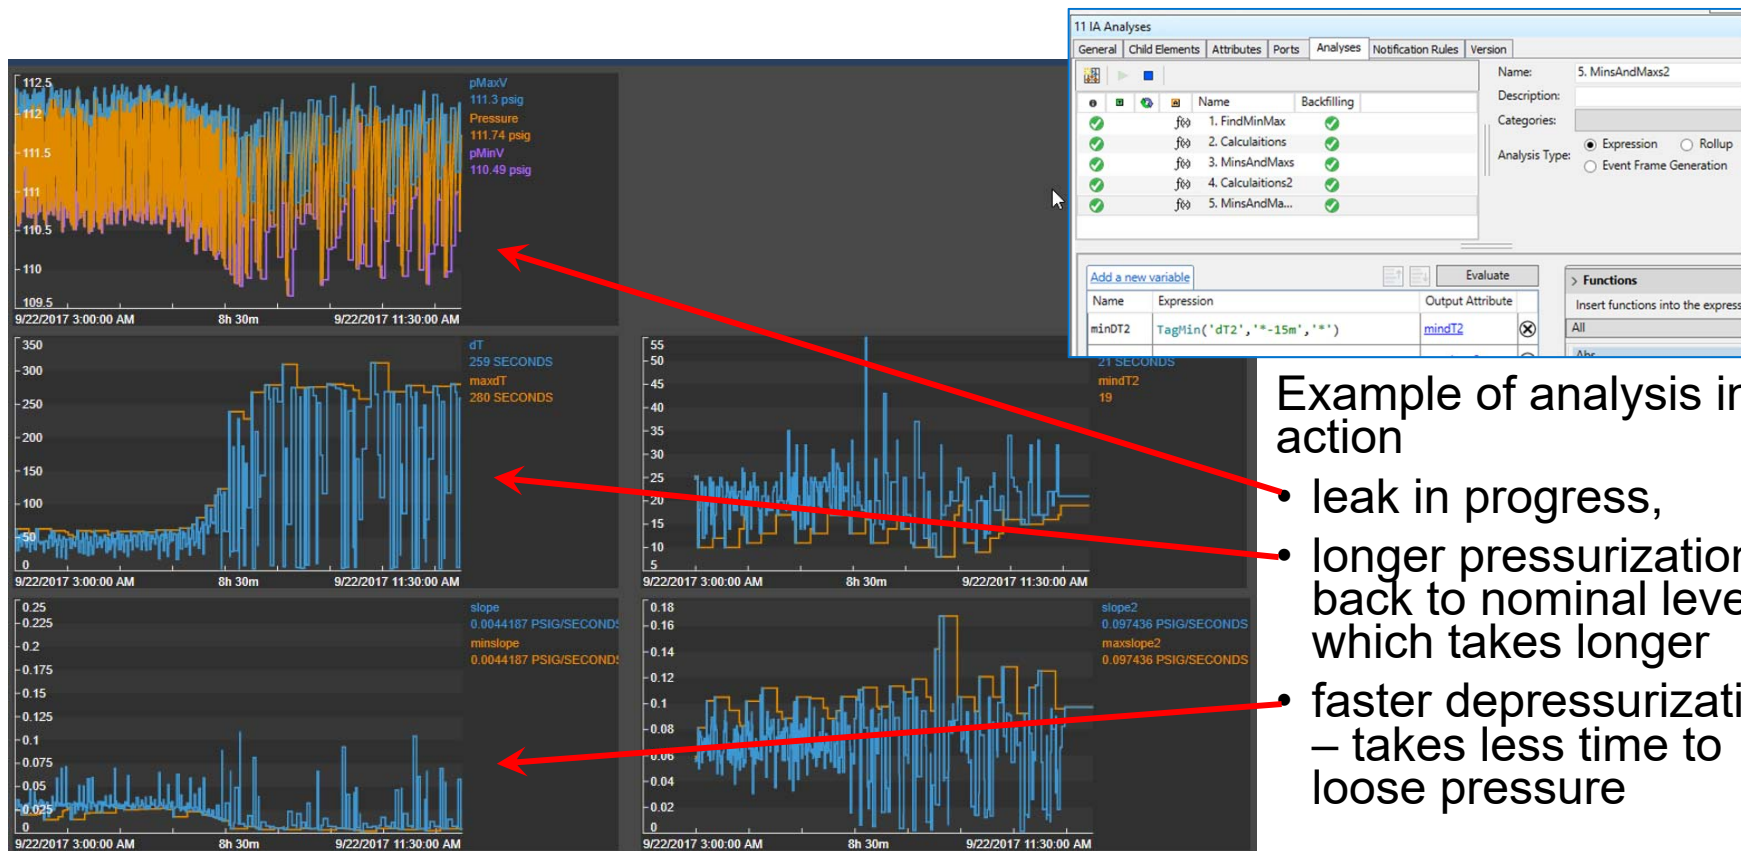 11 IA Analyses
General Child Elements Attributes Ports Analyses Notification Rules Version
Name: 5. MinsAndMaxs2
Description:
Categories:
Analysis Type: Expression Rollup
Event Frame Generation
Name Backfilling
f(x) 1. FindMinMax
f(x) 2. Calculaitions
f(x) 3. MinsAndMaxs
f(x) 4. Calculaitions2
f(x) 5. MinsAndMa...
Add a new variable
Evaluate
Name Expression Output Attribute
minDT2 TagMin('dT2','*-15m','*') mindT2
> Functions
Insert functions into the express
All
Abs
112.5
112
111.5
111
110.5
110
109.5
9/22/2017 3:00:00 AM 8h 30m 9/22/2017 11:30:00 AM
pMaxV
111.3 psig
Pressure
111.74 psig
pMinV
110.49 psig
350
300
250
200
150
100
50
0
9/22/2017 3:00:00 AM 8h 30m 9/22/2017 11:30:00 AM
dT
259 SECONDS
maxdT
280 SECONDS
55
50
45
40
35
30
25
20
15
10
5
9/22/2017 3:00:00 AM 8h 30m 9/22/2017 11:30:00 AM
21 SECONDS
mindT2
19
0.25
0.225
0.2
0.175
0.15
0.125
0.1
0.075
0.05
0.025
0
9/22/2017 3:00:00 AM 8h 30m 9/22/2017 11:30:00 AM
slope
0.0044187 PSIG/SECONDS
minslope
0.0044187 PSIG/SECONDS
0.18
0.16
0.14
0.12
0.1
0.08
0.06
0.04
0.02
0
9/22/2017 3:00:00 AM 8h 30m 9/22/2017 11:30:00 AM
slope2
0.097436 PSIG/SECONDS
maxslope2
0.097436 PSIG/SECONDS
Example of analysis in
action
• leak in progress,
• longer pressurization
back to nominal leve
which takes longer
• faster depressurizati
– takes less time to
loose pressure